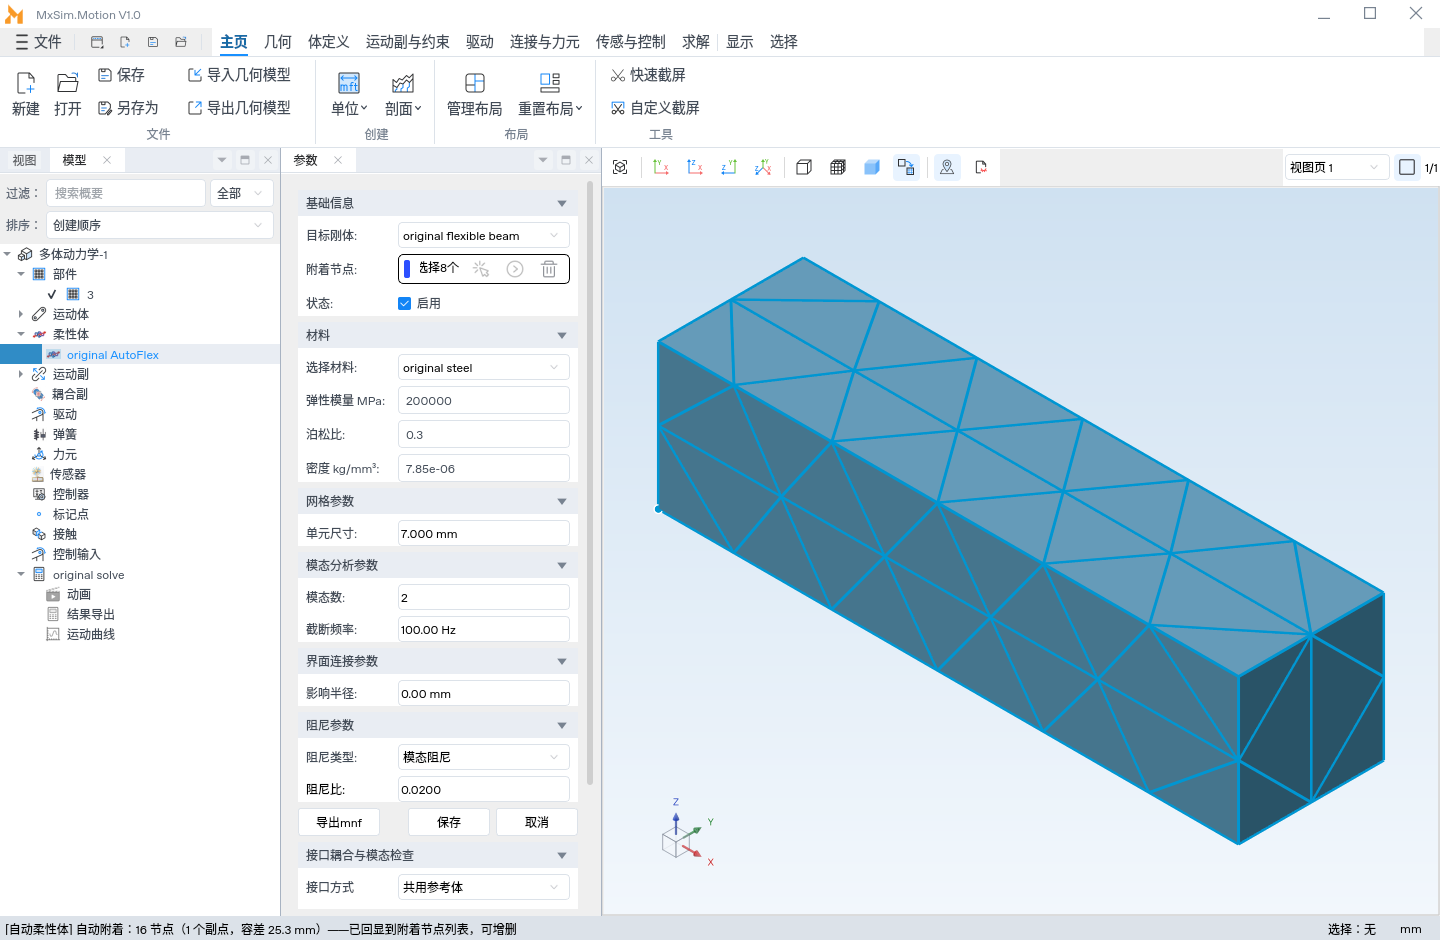 MxSim.Motion V1.0
文件 主页 几何 体定义 运动副与约束 驱动 连接与力元 传感与控制 求解 显示 选择
保存 导入几何模型 快速截屏
mft
新建 打开 另存为 导出几何模型 单位 剖面 管理布局 重置布局 自定义截屏
文件 创建 布局 工具
视图 模型 参数 视图页 1 1/1
过滤： 搜索概要 全部
排序： 创建顺序
多体动力学-1
部件
3
运动体
柔性体
original AutoFlex
运动副
耦合副
驱动
弹簧
力元
传感器
控制器
标记点
接触
控制输入
original solve
动画
结果导出
运动曲线
基础信息
目标刚体: original flexible beam
附着节点: 选择8个
状态: 启用
材料
选择材料: original steel
弹性模量 MPa: 200000
泊松比: 0.3
密度 kg/mm³: 7.85e-06
网格参数
单元尺寸: 7.000 mm
模态分析参数
模态数: 2
截断频率: 100.00 Hz
界面连接参数
影响半径: 0.00 mm
阻尼参数
阻尼类型: 模态阻尼
阻尼比: 0.0200
导出mnf 保存 取消
接口耦合与模态检查
接口方式 共用参考体
Z
Y
X
[自动柔性体] 自动附着：16 节点（1 个副点，容差 25.3 mm）——已回显到附着节点列表，可增删 选择：无 mm